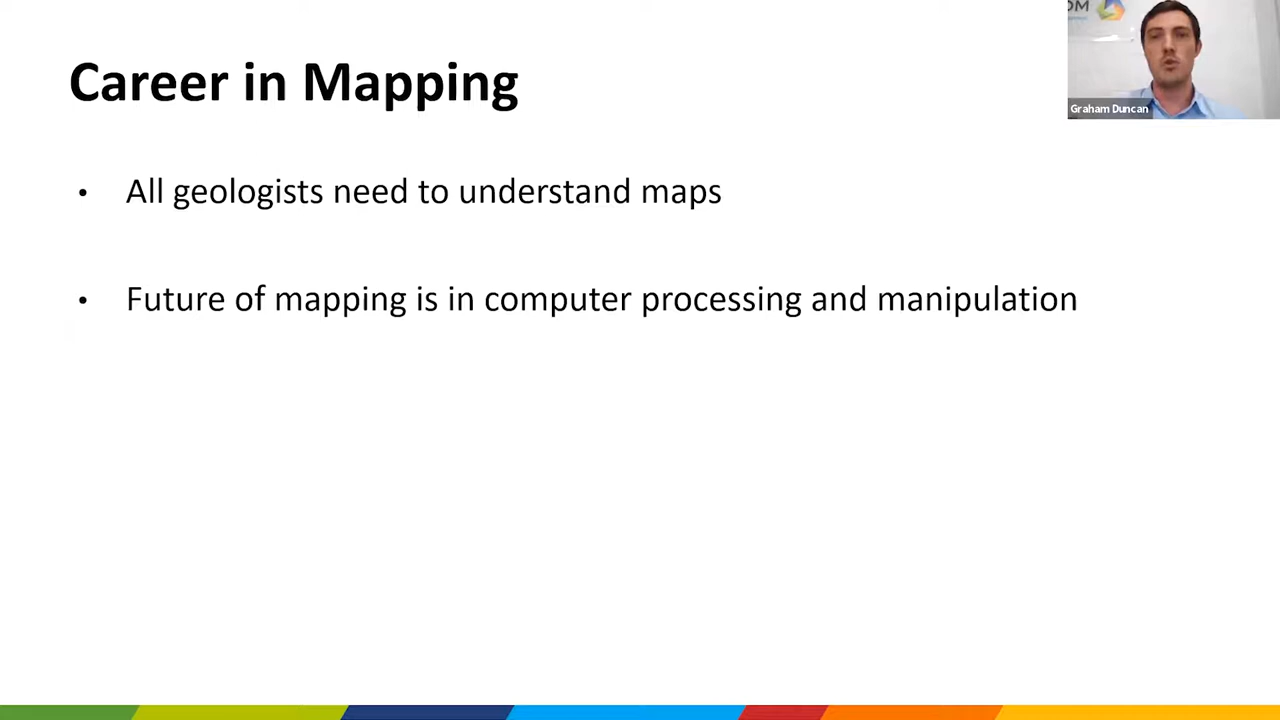 Career in Mapping
OM
Graham Duncan
• All geologists need to understand maps
• Future of mapping is in computer processing and manipulation